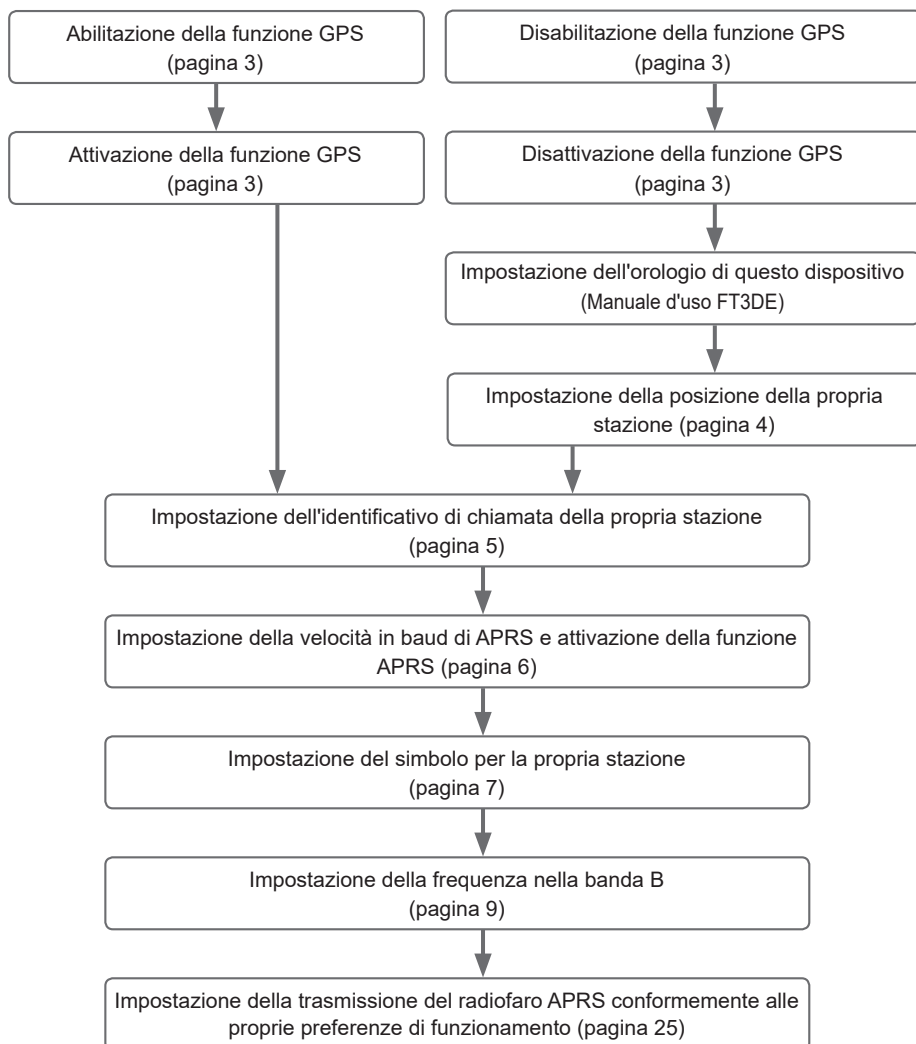 Abilitazione della funzione GPS
(pagina 3)
Disabilitazione della funzione GPS
(pagina 3)
Attivazione della funzione GPS
(pagina 3)
Disattivazione della funzione GPS
(pagina 3)
Impostazione dell'orologio di questo dispositivo
(Manuale d'uso FT3DE)
Impostazione della posizione della propria
stazione (pagina 4)
Impostazione dell'identificativo di chiamata della propria stazione
(pagina 5)
Impostazione della velocità in baud di APRS e attivazione della funzione
APRS (pagina 6)
Impostazione del simbolo per la propria stazione
(pagina 7)
Impostazione della frequenza nella banda B
(pagina 9)
Impostazione della trasmissione del radiofaro APRS conformemente alle
proprie preferenze di funzionamento (pagina 25)